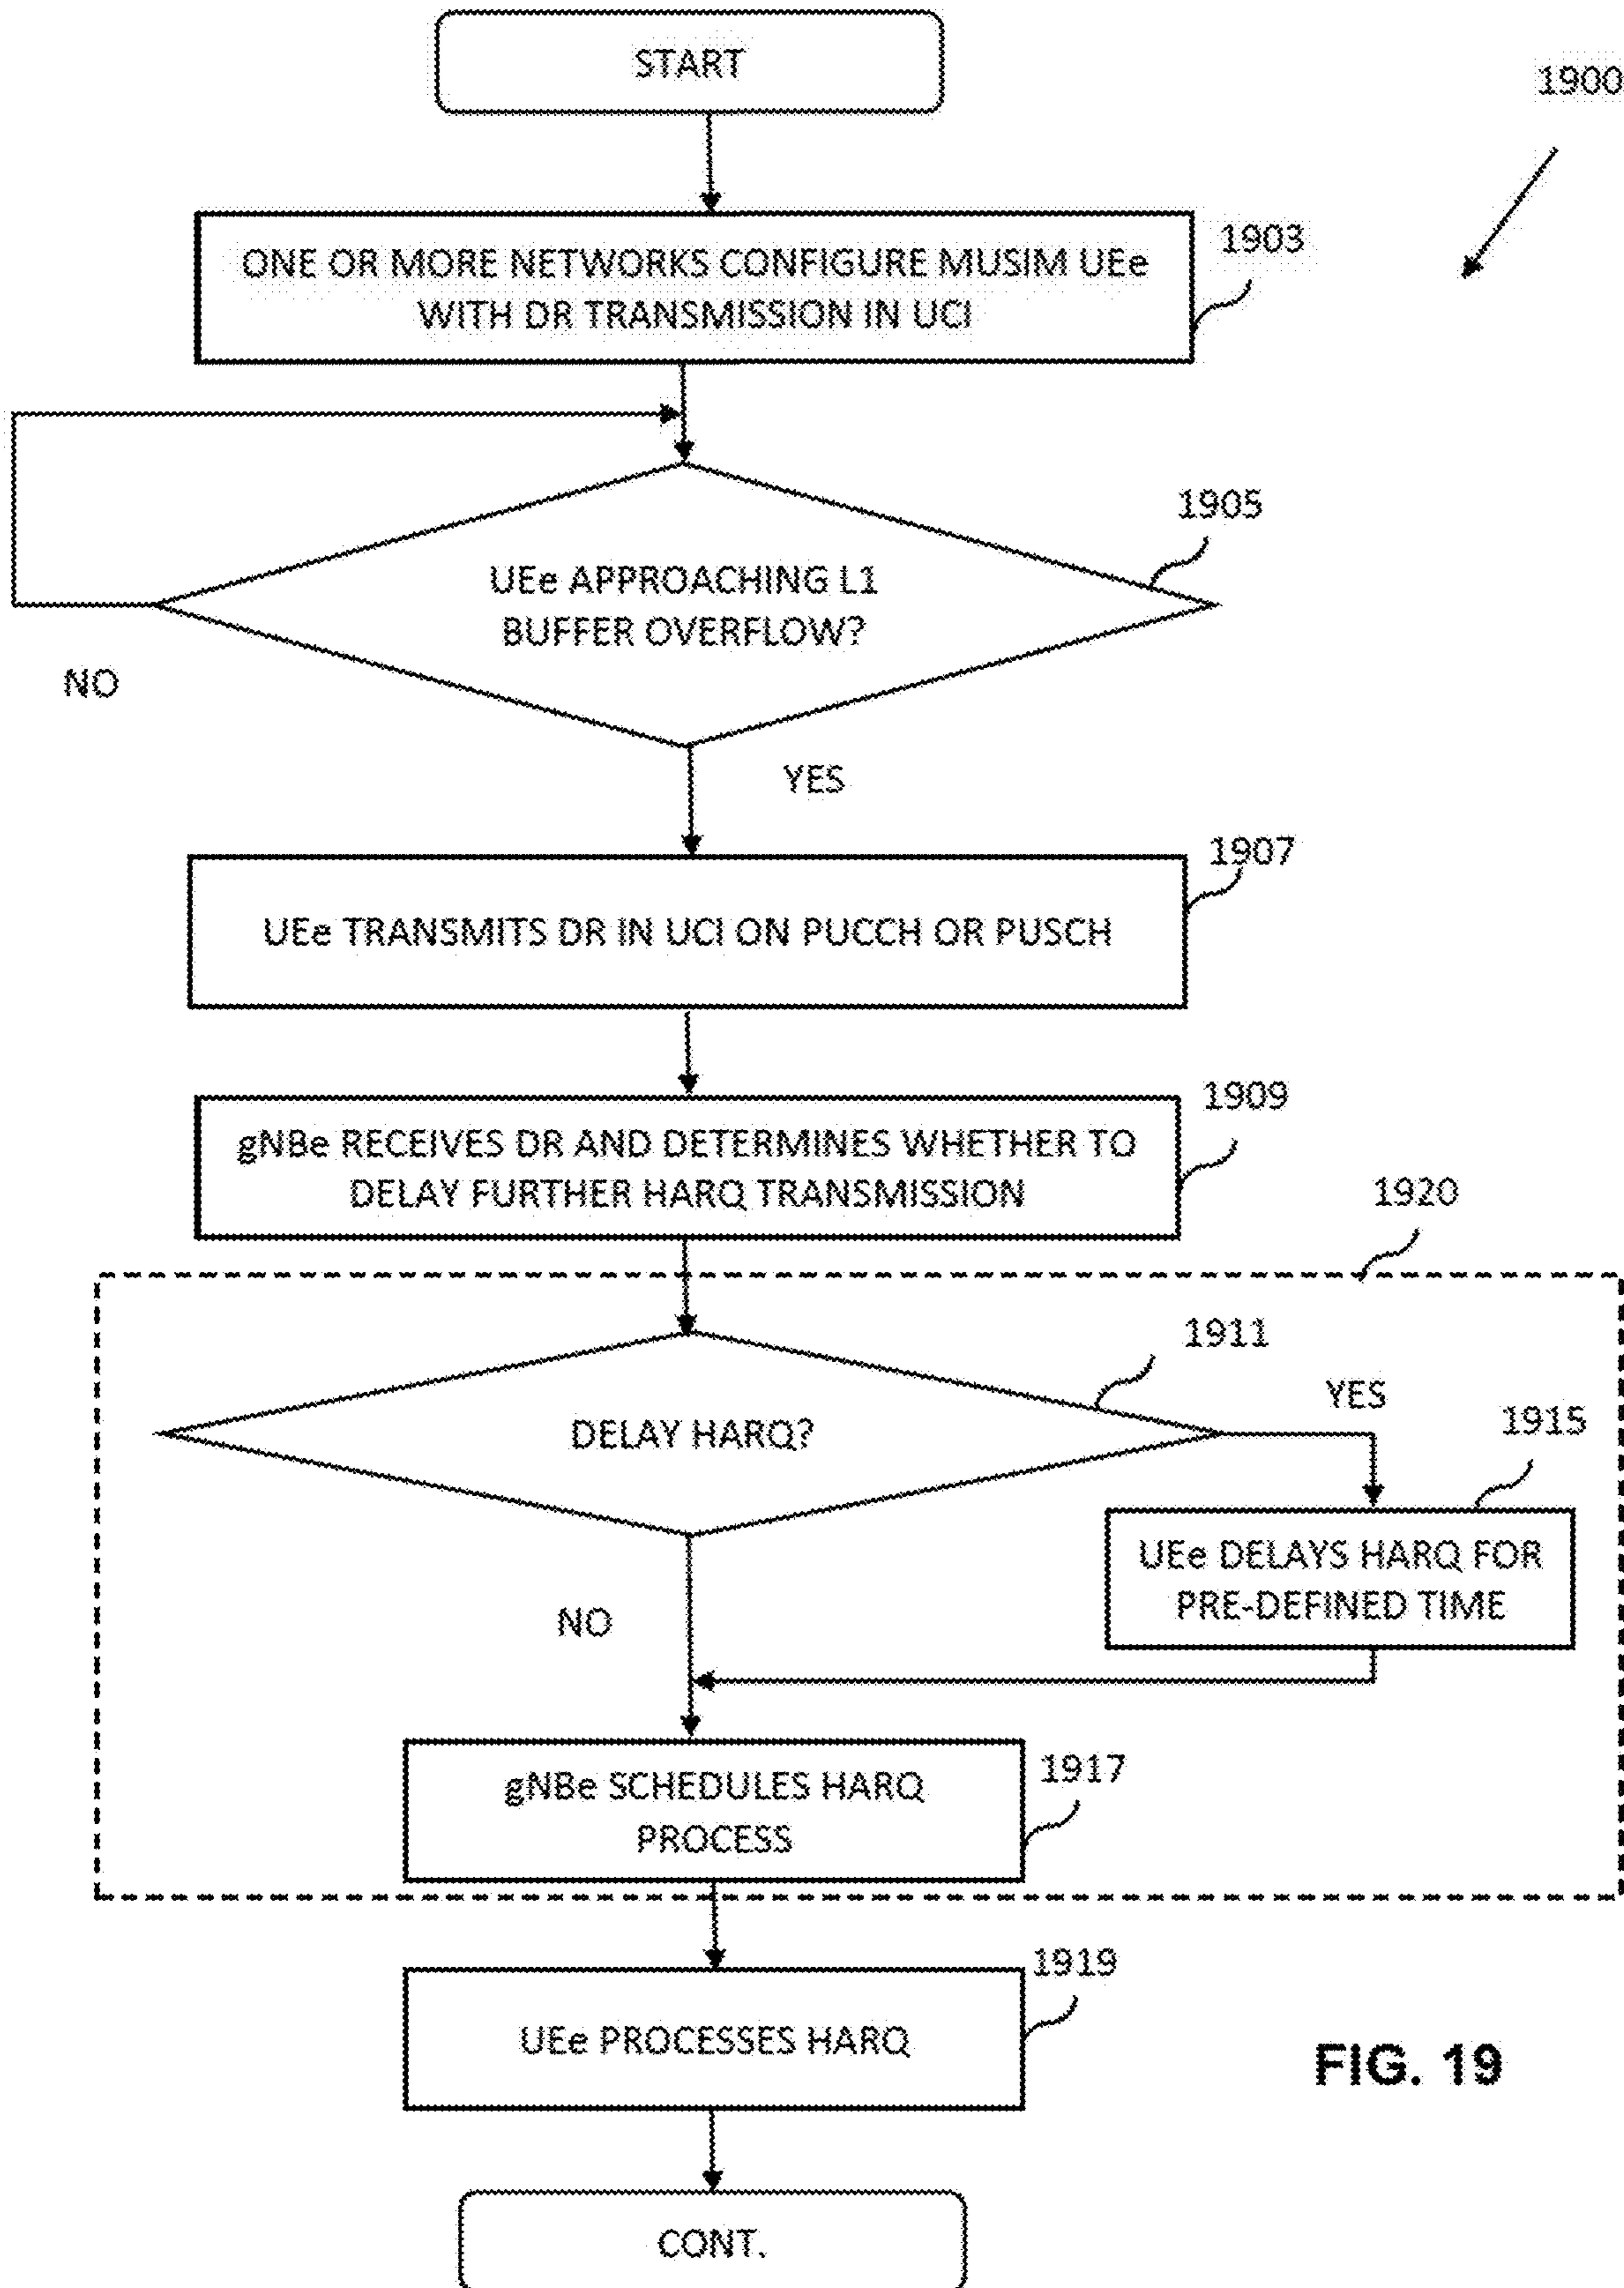 START
1900
ONE OR MORE NETWORKS CONFIGURE MUSIM UEe
WITH DR TRANSMISSION IN UCI
1903
1905
UEe APPROACHING L1
BUFFER OVERFLOW?
NO
YES
1907
UEe TRANSMITS DR IN UCI ON PUCCH OR PUSCH
1909
gNBe RECEIVES DR AND DETERMINES WHETHER TO
DELAY FURTHER HARQ TRANSMISSION
1920
1911
DELAY HARQ?
YES
1915
UEe DELAYS HARQ FOR
PRE-DEFINED TIME
NO
gNBe SCHEDULES HARQ
PROCESS
1917
1919
UEe PROCESSES HARQ
FIG. 19
CONT.